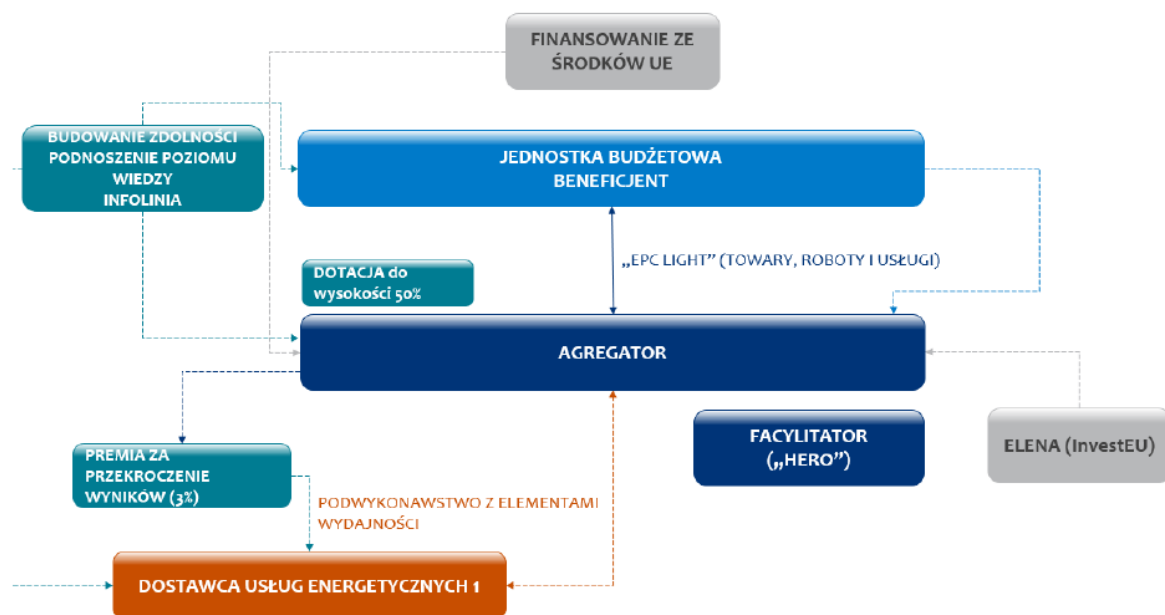 FINANSOWANIE ZE
ŚRODKÓW UE
BUDOWANIE ZDOLNOŚCI
PODNOSZENIE POZIOMU
WIEDZY
INFOLINIA
JEDNOSTKA BUDŻETOWA
BENEFICJENT
„EPC LIGHT” (TOWARY, ROBOTY I USŁUGI)
DOTACJA do
wysokości 50%
AGREGATOR
FACYLITATOR
(„HERO”)
ELENA (InvestEU)
PREMIA ZA
PRZEKROCZENIE
WYNIKÓW (3%)
PODWYKONAWSTWO Z ELEMENTAMI
WYDAJNOŚCI
DOSTAWCA USŁUG ENERGETYCZNYCH 1